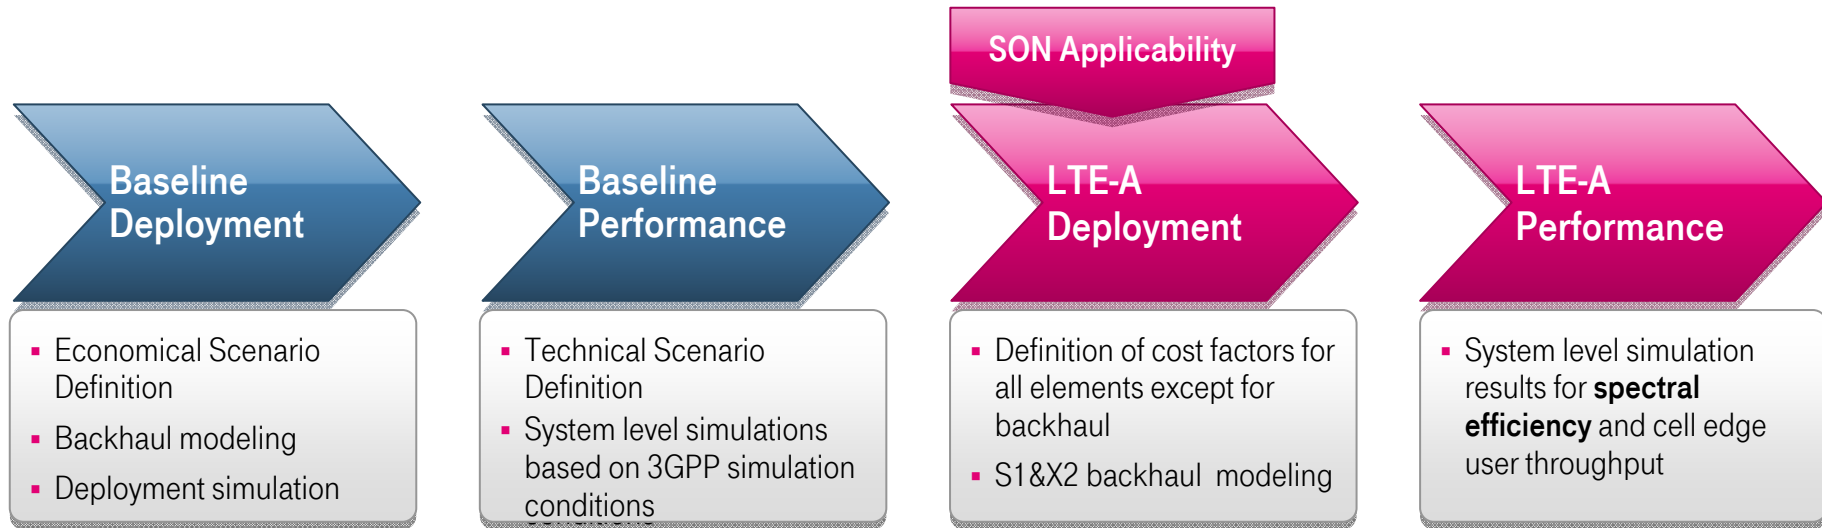 SON Applicability
Baseline
Deployment
Baseline
Performance
LTE-A
Deployment
LTE-A
Performance
▪ Economical Scenario
Definition
▪ Backhaul modeling
▪ Deployment simulation
▪ Technical Scenario
Definition
▪ System level simulations
based on 3GPP simulation
conditions
▪ Definition of cost factors for
all elements except for
backhaul
▪ S1&X2 backhaul modeling
▪ System level simulation
results for spectral
efficiency and cell edge
user throughput